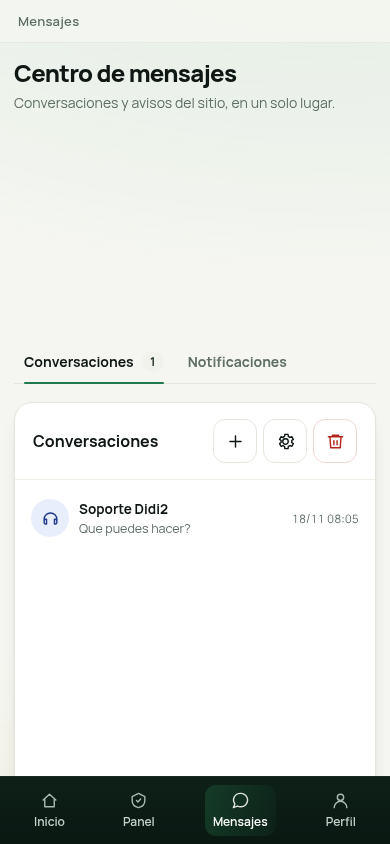 Mensajes
Centro de mensajes
Conversaciones y avisos del sitio, en un solo lugar.
Conversaciones 1 Notificaciones
Conversaciones
Soporte Didi2
Que puedes hacer?
18/11 08:05
Inicio Panel Mensajes Perfil